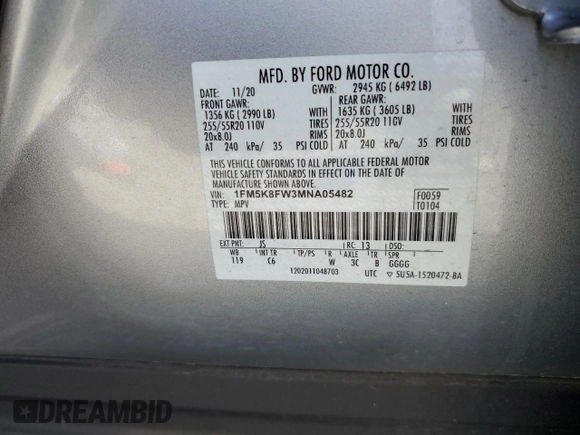 MFD. BY FORD MOTOR CO.
DATE: 11/20 GVWR: 2945 KG ( 6492 LB)
FRONT GAWR: REAR GAWR:
1356 KG ( 2990 LB) WITH 1635 KG ( 3605 LB) WITH
255/55R20 110V TIRES 255/55R20 110V TIRES
20x8.0J RIMS 20x8.0J RIMS
AT 240 kPa/ 35 PSI COLD AT 240 kPa/ 35 PSI COLD
THIS VEHICLE CONFORMS TO ALL APPLICABLE FEDERAL MOTOR
VEHICLE SAFETY STANDARDS IN EFFECT ON THE DATE OF
MANUFACTURE SHOWN ABOVE.
VIN: 1FM5K8FW3MNA05482 F0059
TYPE: MPV T0104
EXT PNT: JS RC: 13 DSO:
WB INT TR TP/PS R AXLE TR SPR
119 C6 W 3C B GGGG
1202011048703 UTC ▽ 5U5A-1520472-BA
DREAMBID